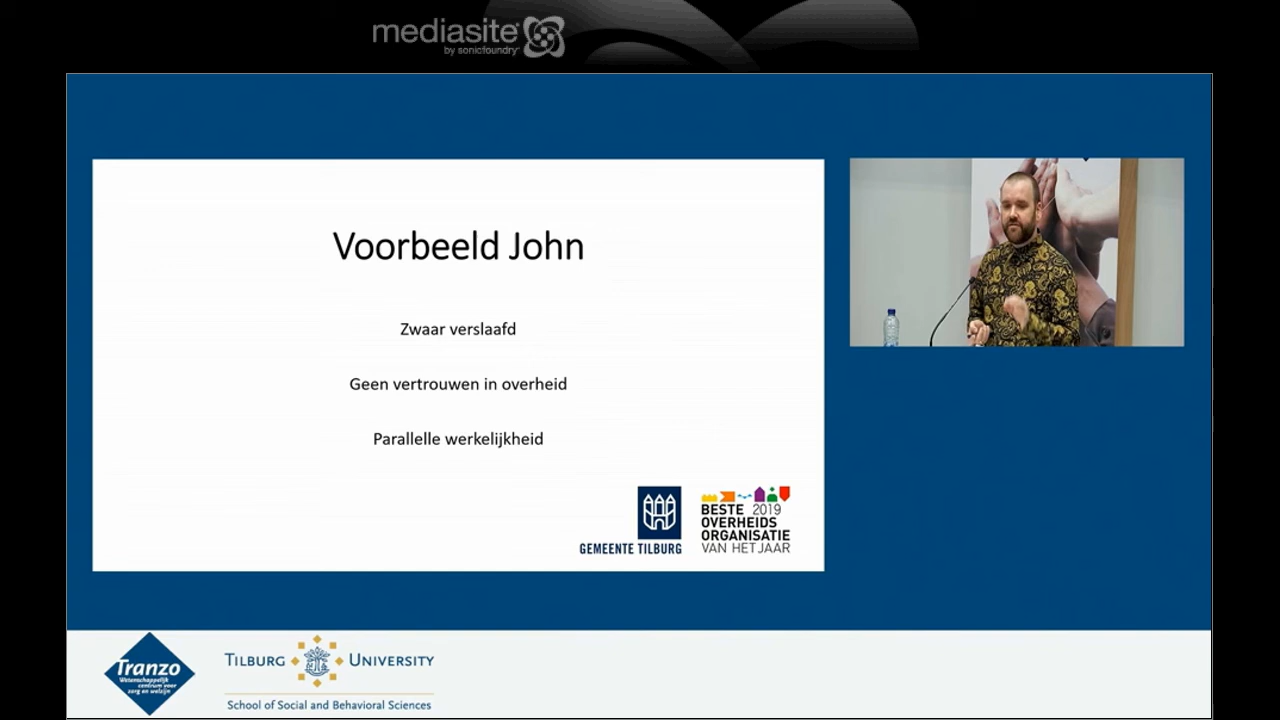 mediasite
by sonicfoundry
Voorbeeld John
Zwaar verslaafd
Geen vertrouwen in overheid
Parallelle werkelijkheid
GEMEENTE TILBURG
BESTE 2019
OVERHEIDS
ORGANISATIE
VAN HET JAAR
Tranzo
Wetenschappelijk
centrum voor
zorg en welzijn
TILBURG UNIVERSITY
School of Social and Behavioral Sciences